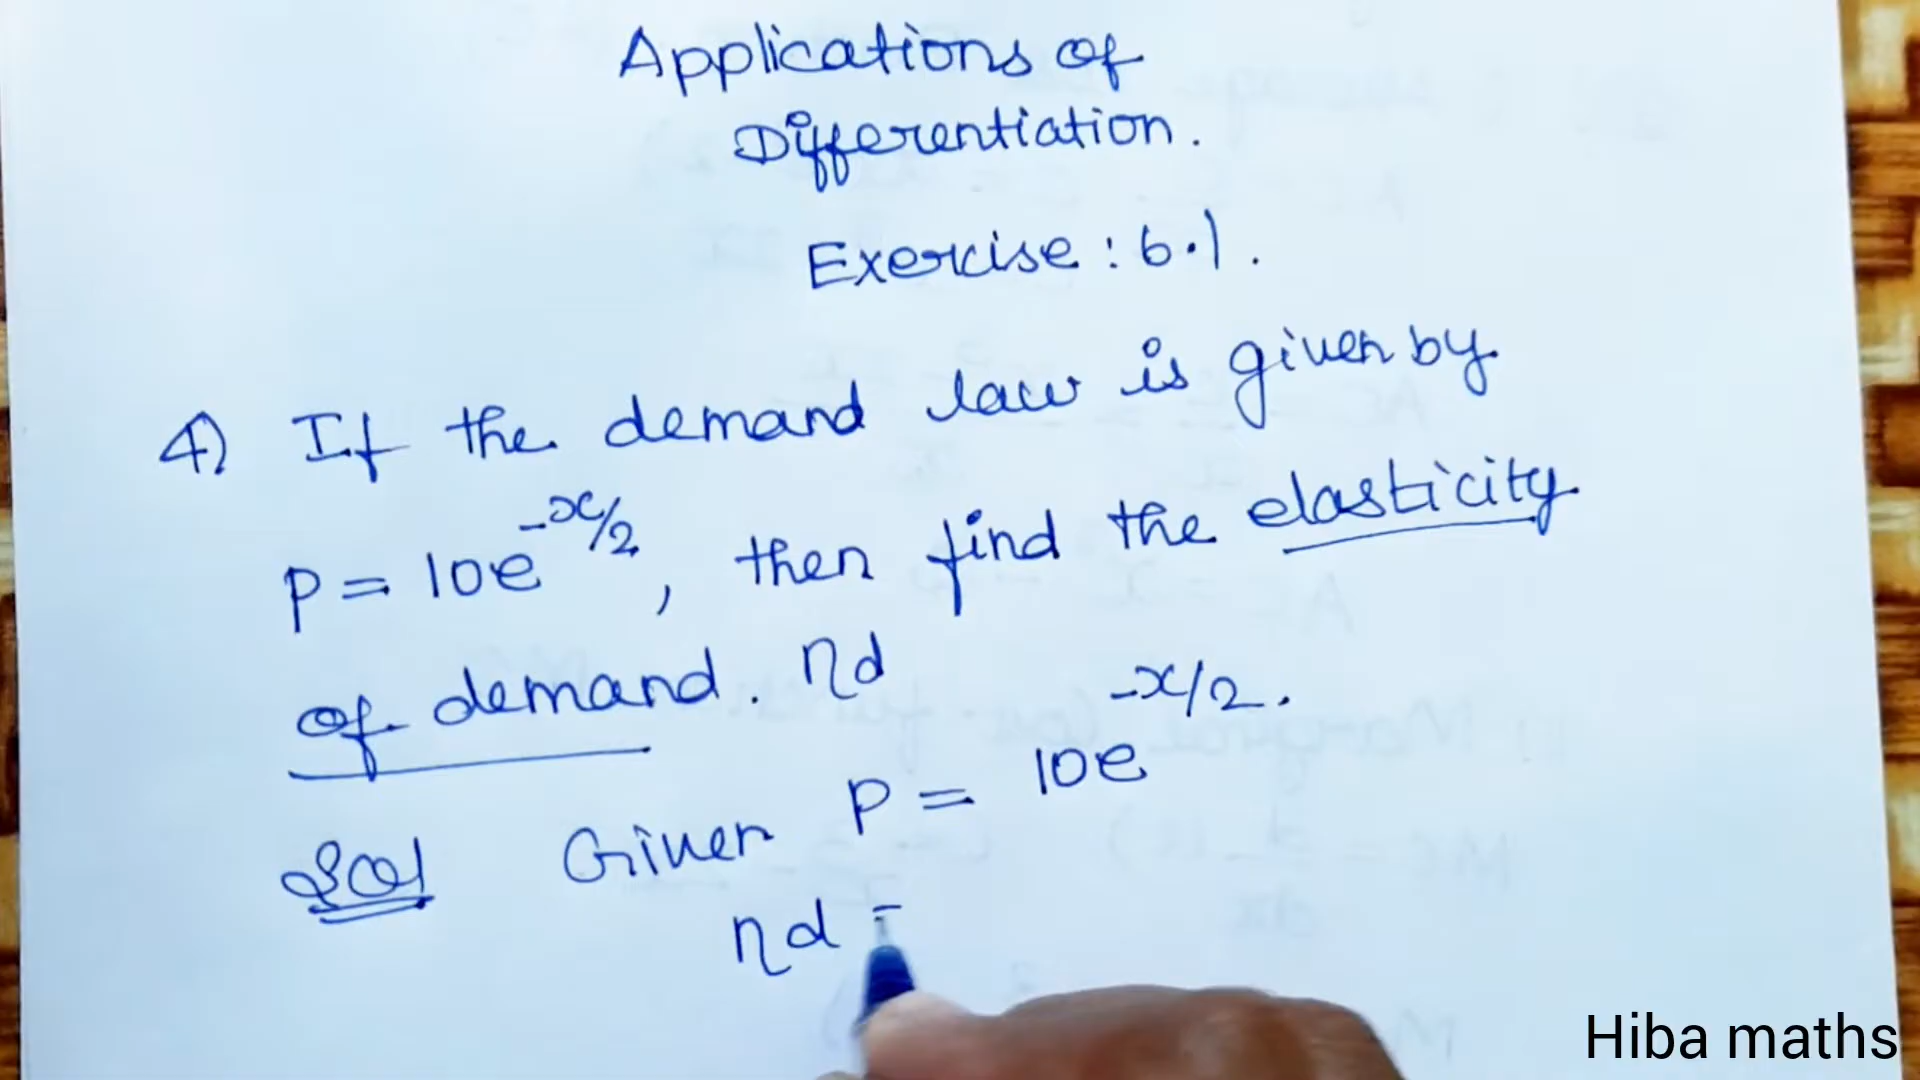 Applications of
Differentiation.
Exercise : 6.1.
4) If the demand law is given by
p = 10e^-x/2, then find the elasticity
of demand. ηd
Sol Given p = 10e^-x/2.
ηd =
Hiba maths